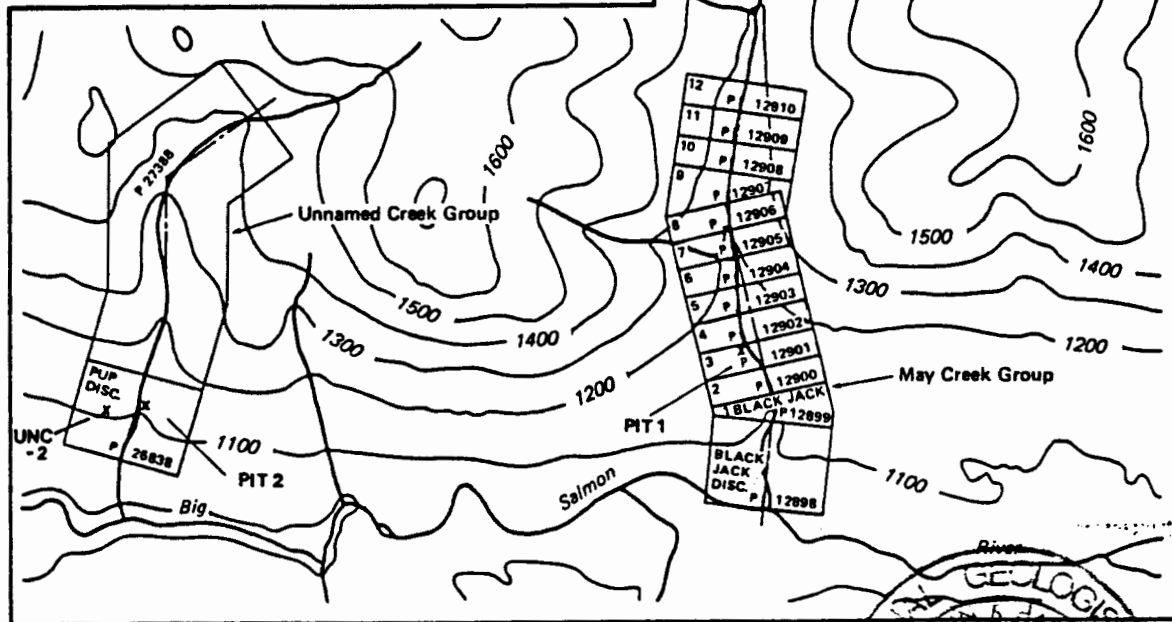 12 P 12910
11 P 12909
10 P 12908
9 P 12907
8 P 12906
7 P 12905
6 P 12904
5 P 12903
4 P 12902
3 P 12901
2 P 12900
1 BLACK JACK
P 12899
BLACK
JACK
DISC.
P 12898
P 27388
Unnamed Creek Group
1600
1500
1400
1300
1200
1100
PUP
DISC.
X
X
UNC
-2
P 26838
PIT 2
Big
Salmon
River
PIT 1
X
May Creek Group
1600
1500
1400
1300
1200
1100
GEOLOGIS